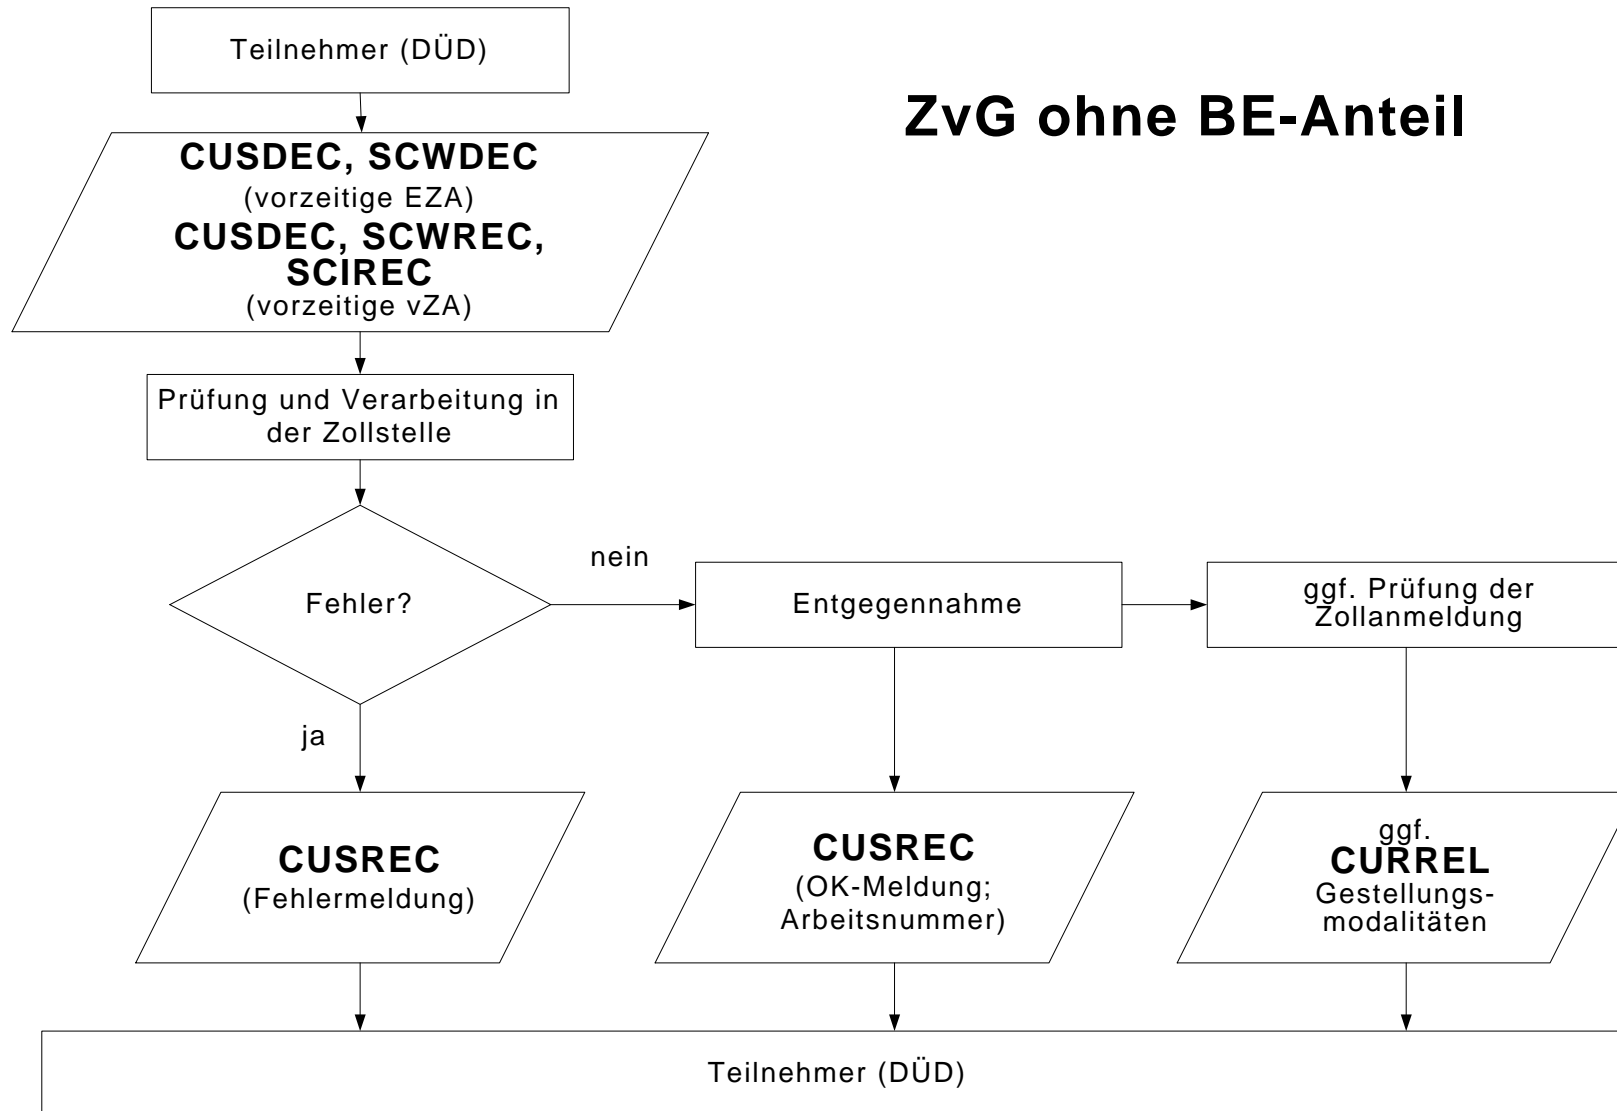 Teilnehmer (DÜD)
ZvG ohne BE-Anteil
CUSDEC, SCWDEC
(vorzeitige EZA)
CUSDEC, SCWREC,
SCIREC
(vorzeitige vZA)
Prüfung und Verarbeitung in
der Zollstelle
Fehler?
nein
Entgegennahme
ggf. Prüfung der
Zollanmeldung
ja
CUSREC
(Fehlermeldung)
CUSREC
(OK-Meldung;
Arbeitsnummer)
ggf.
CURREL
Gestellungs-
modalitäten
Teilnehmer (DÜD)